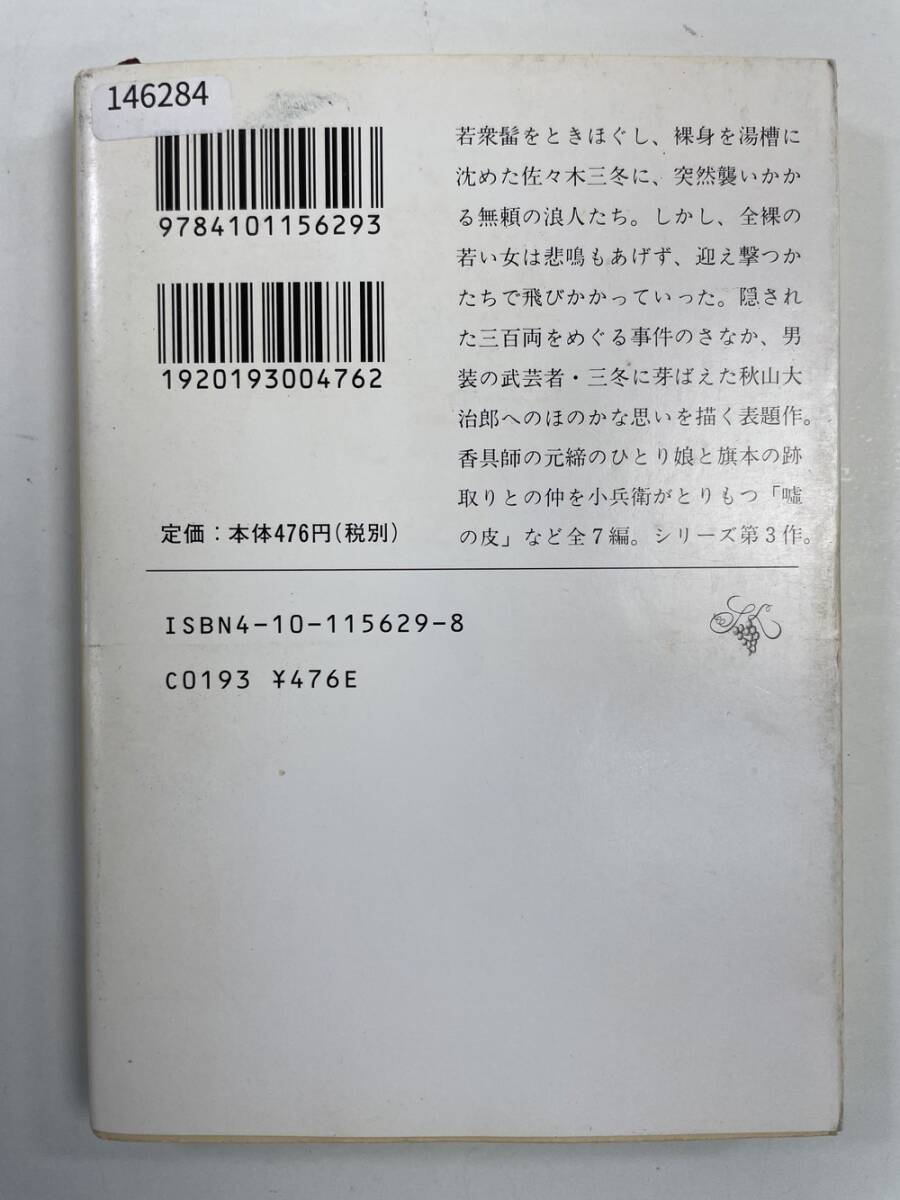 146284
9784101156293
1920193004762
定価：本体476円(税別)
若衆髷をときほぐし、裸身を湯槽に
沈めた佐々木三冬に、突然襲いかか
る無頼の浪人たち。しかし、全裸の
若い女は悲鳴もあげず、迎え撃つか
たちで飛びかかっていった。隠され
た三百両をめぐる事件のさなか、男
装の武芸者・三冬に芽ばえた秋山大
治郎へのほのかな思いを描く表題作。
香具師の元締のひとり娘と旗本の跡
取りとの仲を小兵衛がとりもつ「嘘
の皮」など全７編。シリーズ第３作。
ISBN4-10-115629-8
C0193 ¥476E
SK